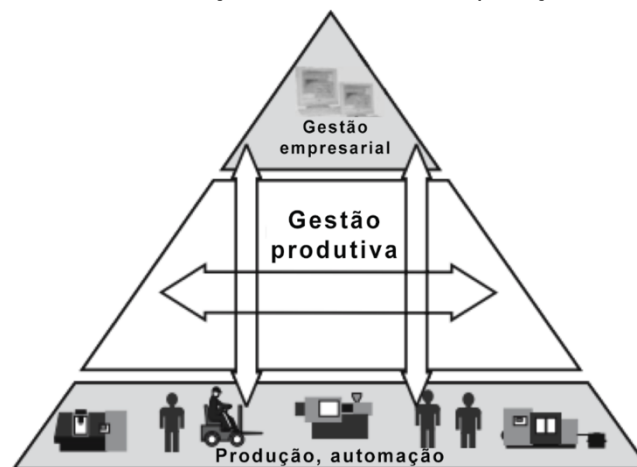 Gestão
empresarial
Gestão
produtiva
Produção, automação